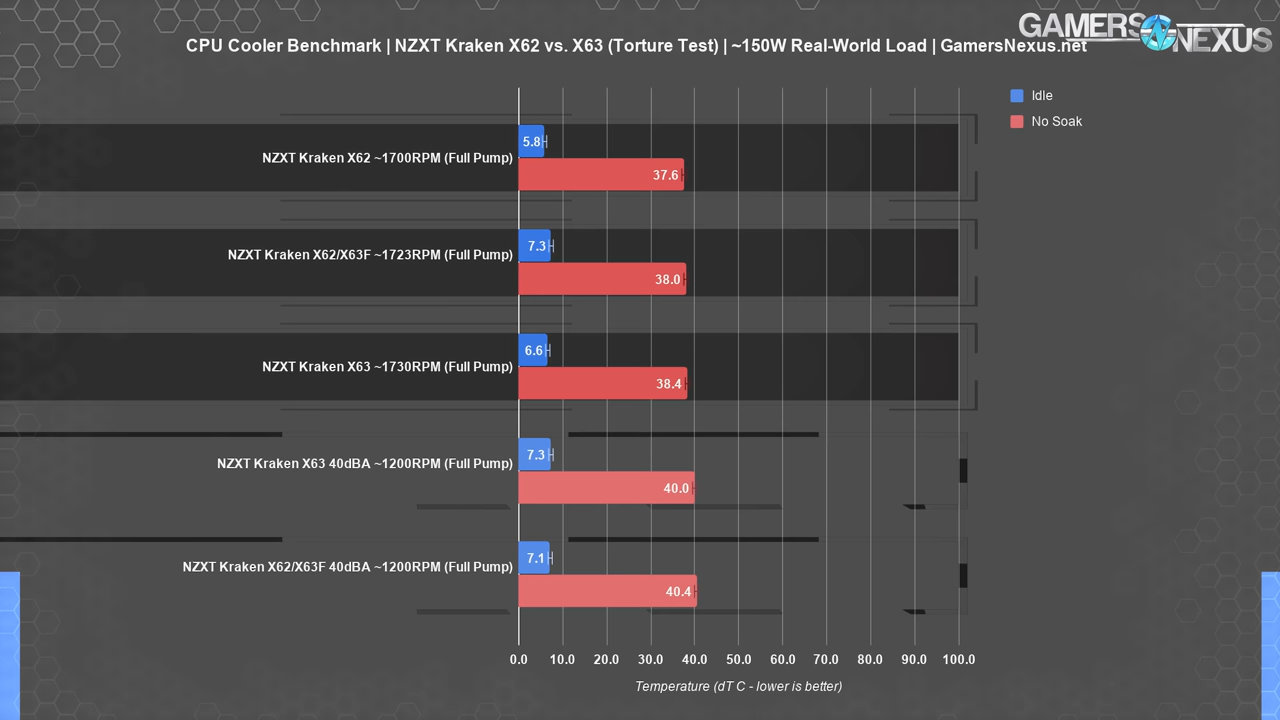 GAMERS NEXUS
CPU Cooler Benchmark | NZXT Kraken X62 vs. X63 (Torture Test) | ~150W Real-World Load | GamersNexus.net
Idle
No Soak
NZXT Kraken X62 ~1700RPM (Full Pump)
5.8
37.6
NZXT Kraken X62/X63F ~1723RPM (Full Pump)
7.3
38.0
NZXT Kraken X63 ~1730RPM (Full Pump)
6.6
38.4
NZXT Kraken X63 40dBA ~1200RPM (Full Pump)
7.3
40.0
NZXT Kraken X62/X63F 40dBA ~1200RPM (Full Pump)
7.1
40.4
0.0 10.0 20.0 30.0 40.0 50.0 60.0 70.0 80.0 90.0 100.0
Temperature (dT C - lower is better)